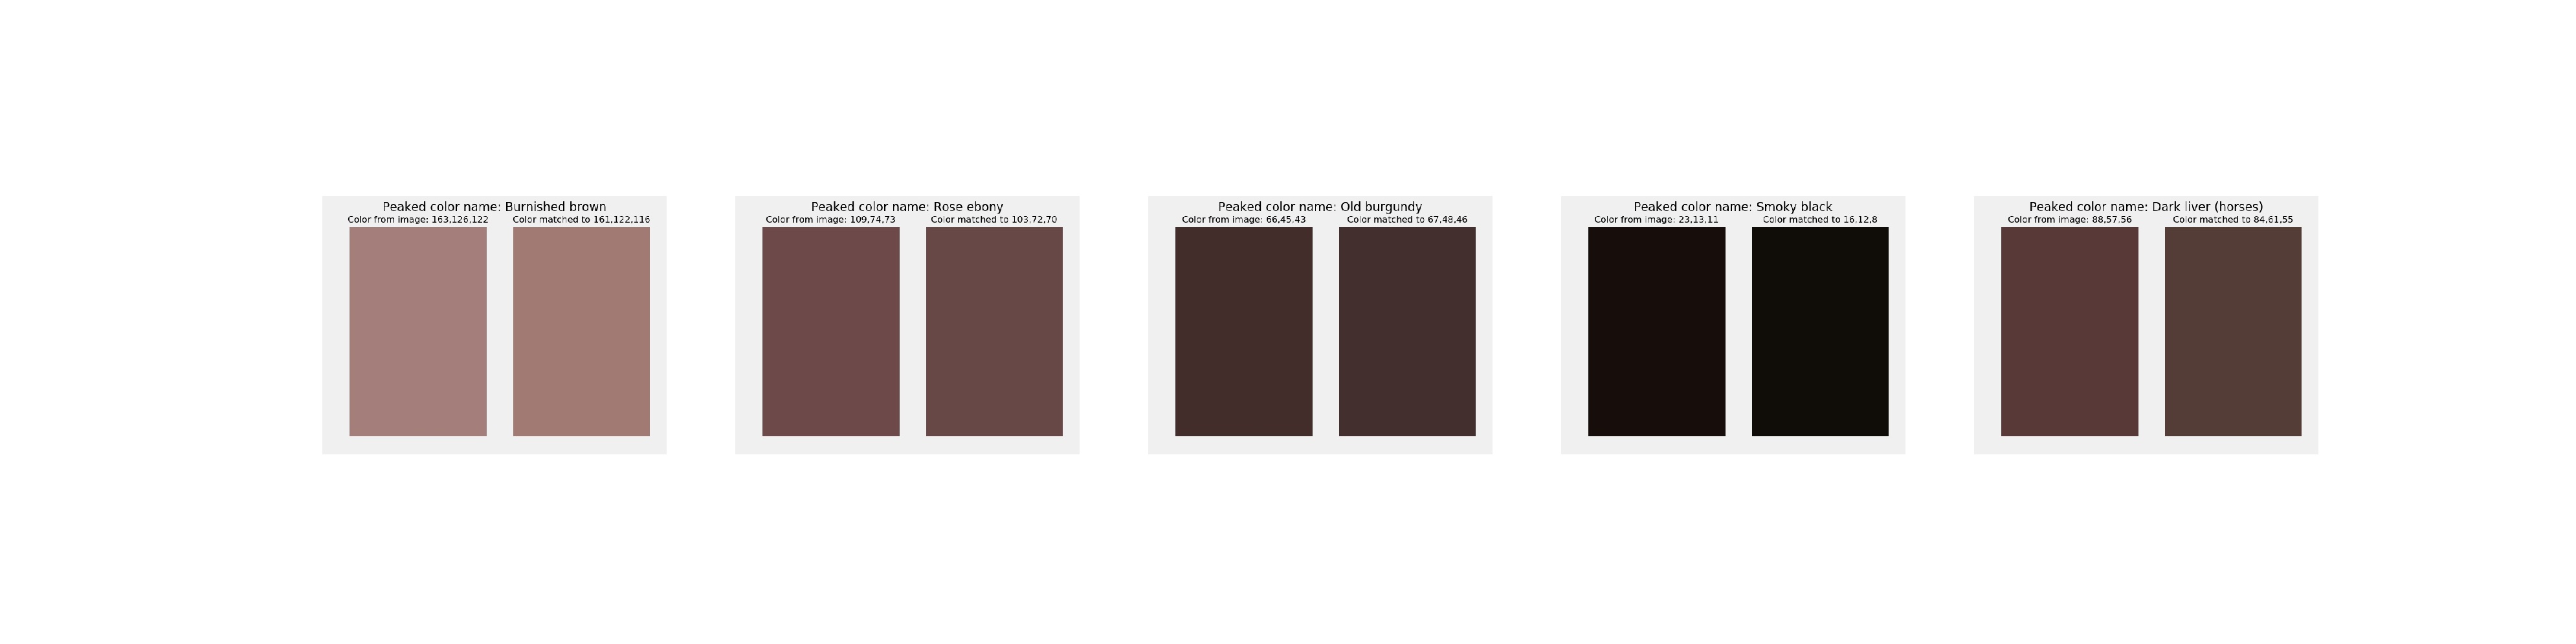 Peaked color name: Burnished brown
Color from image: 163,126,122
Color matched to 161,122,116
Peaked color name: Rose ebony
Color from image: 109,74,73
Color matched to 103,72,70
Peaked color name: Old burgundy
Color from image: 66,45,43
Color matched to 67,48,46
Peaked color name: Smoky black
Color from image: 23,13,11
Color matched to 16,12,8
Peaked color name: Dark liver (horses)
Color from image: 88,57,56
Color matched to 84,61,55